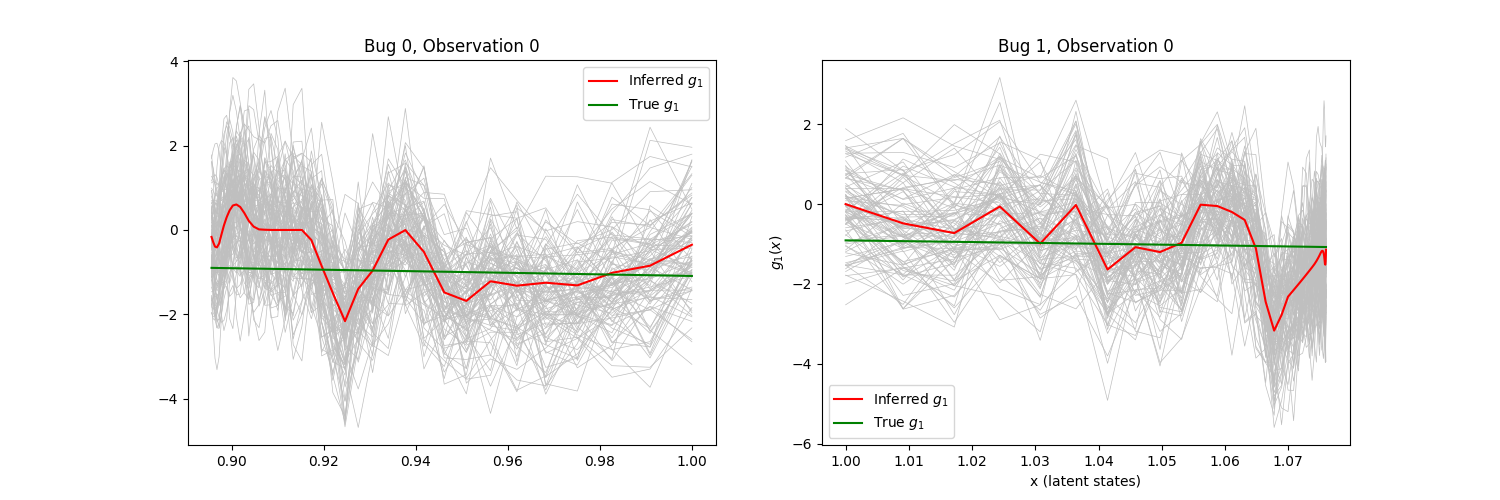 Bug 0, Observation 0
4
2
0
−2
−4
0.90 0.92 0.94 0.96 0.98 1.00
Inferred g₁
True g₁
Bug 1, Observation 0
g₁(x)
2
0
−2
−4
−6
1.00 1.01 1.02 1.03 1.04 1.05 1.06 1.07
x (latent states)
Inferred g₁
True g₁